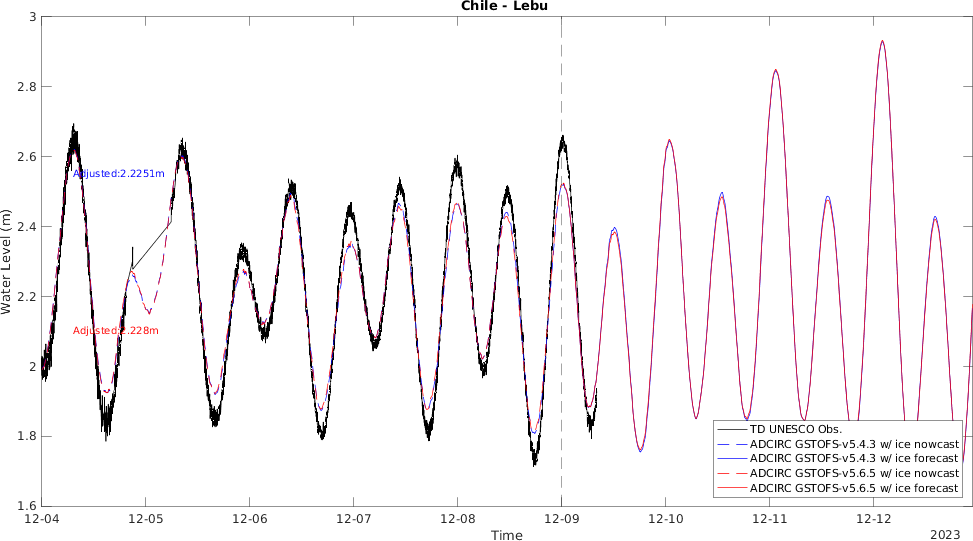 Chile - Lebu
3
2.8
2.6
2.4
2.2
2
1.8
1.6
Water Level (m)
Adjusted:2.2251m
Adjusted:2.228m
TD UNESCO Obs.
ADCIRC GSTOFS-v5.4.3 w/ ice nowcast
ADCIRC GSTOFS-v5.4.3 w/ ice forecast
ADCIRC GSTOFS-v5.6.5 w/ ice nowcast
ADCIRC GSTOFS-v5.6.5 w/ ice forecast
12-04 12-05 12-06 12-07 12-08 12-09 12-10 12-11 12-12
Time
2023